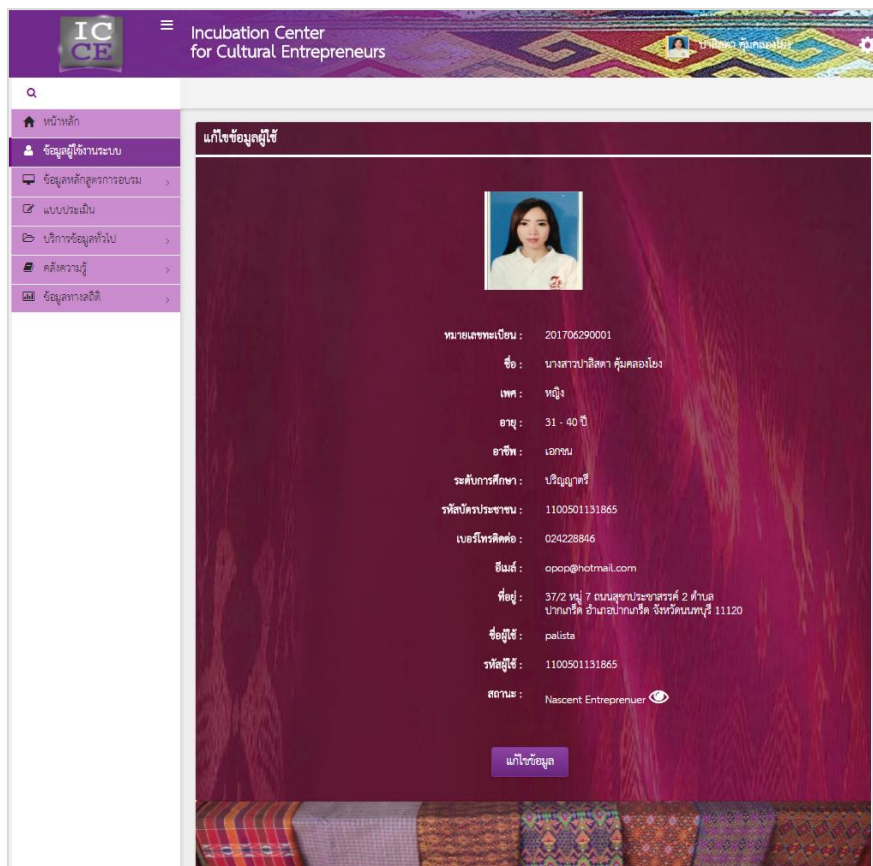 IC
CE
Incubation Center
for Cultural Entrepreneurs
ปาลิสตา คุ้มคลองโยง
หน้าหลัก
ข้อมูลผู้ใช้งานระบบ
ข้อมูลหลักสูตรการอบรม
แบบประเมิน
บริการข้อมูลทั่วไป
คลังความรู้
ข้อมูลทางสถิติ
แก้ไขข้อมูลผู้ใช้
หมายเลขทะเบียน : 201706290001
ชื่อ : นางสาวปาลิสตา คุ้มคลองโยง
เพศ : หญิง
อายุ : 31 - 40 ปี
อาชีพ : เอกชน
ระดับการศึกษา : ปริญญาตรี
รหัสบัตรประชาชน : 1100501131865
เบอร์โทรติดต่อ : 024228846
อีเมล์ : opop@hotmail.com
ที่อยู่ : 37/2 หมู่ 7 ถนนสุขาประชาสรรค์ 2 ตำบล
ปากเกร็ด อำเภอปากเกร็ด จังหวัดนนทบุรี 11120
ชื่อผู้ใช้ : palista
รหัสผู้ใช้ : 1100501131865
สถานะ : Nascent Entreprenuer
แก้ไขข้อมูล